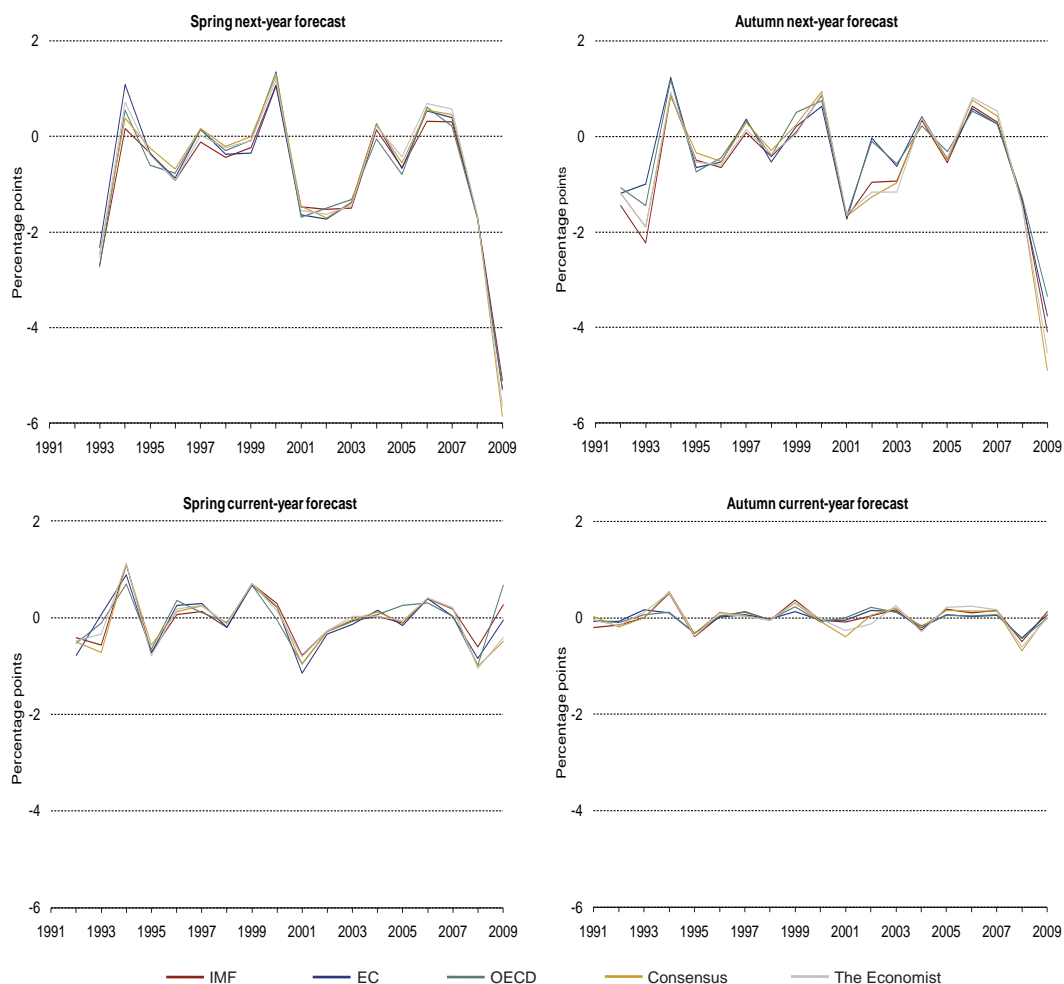 Spring next-year forecast
Percentage points
2
0
-2
-4
-6
1991 1993 1995 1997 1999 2001 2003 2005 2007 2009
Autumn next-year forecast
Percentage points
2
0
-2
-4
-6
1991 1993 1995 1997 1999 2001 2003 2005 2007 2009
Spring current-year forecast
Percentage points
2
0
-2
-4
-6
1991 1993 1995 1997 1999 2001 2003 2005 2007 2009
Autumn current-year forecast
Percentage points
2
0
-2
-4
-6
1991 1993 1995 1997 1999 2001 2003 2005 2007 2009
IMF EC OECD Consensus The Economist